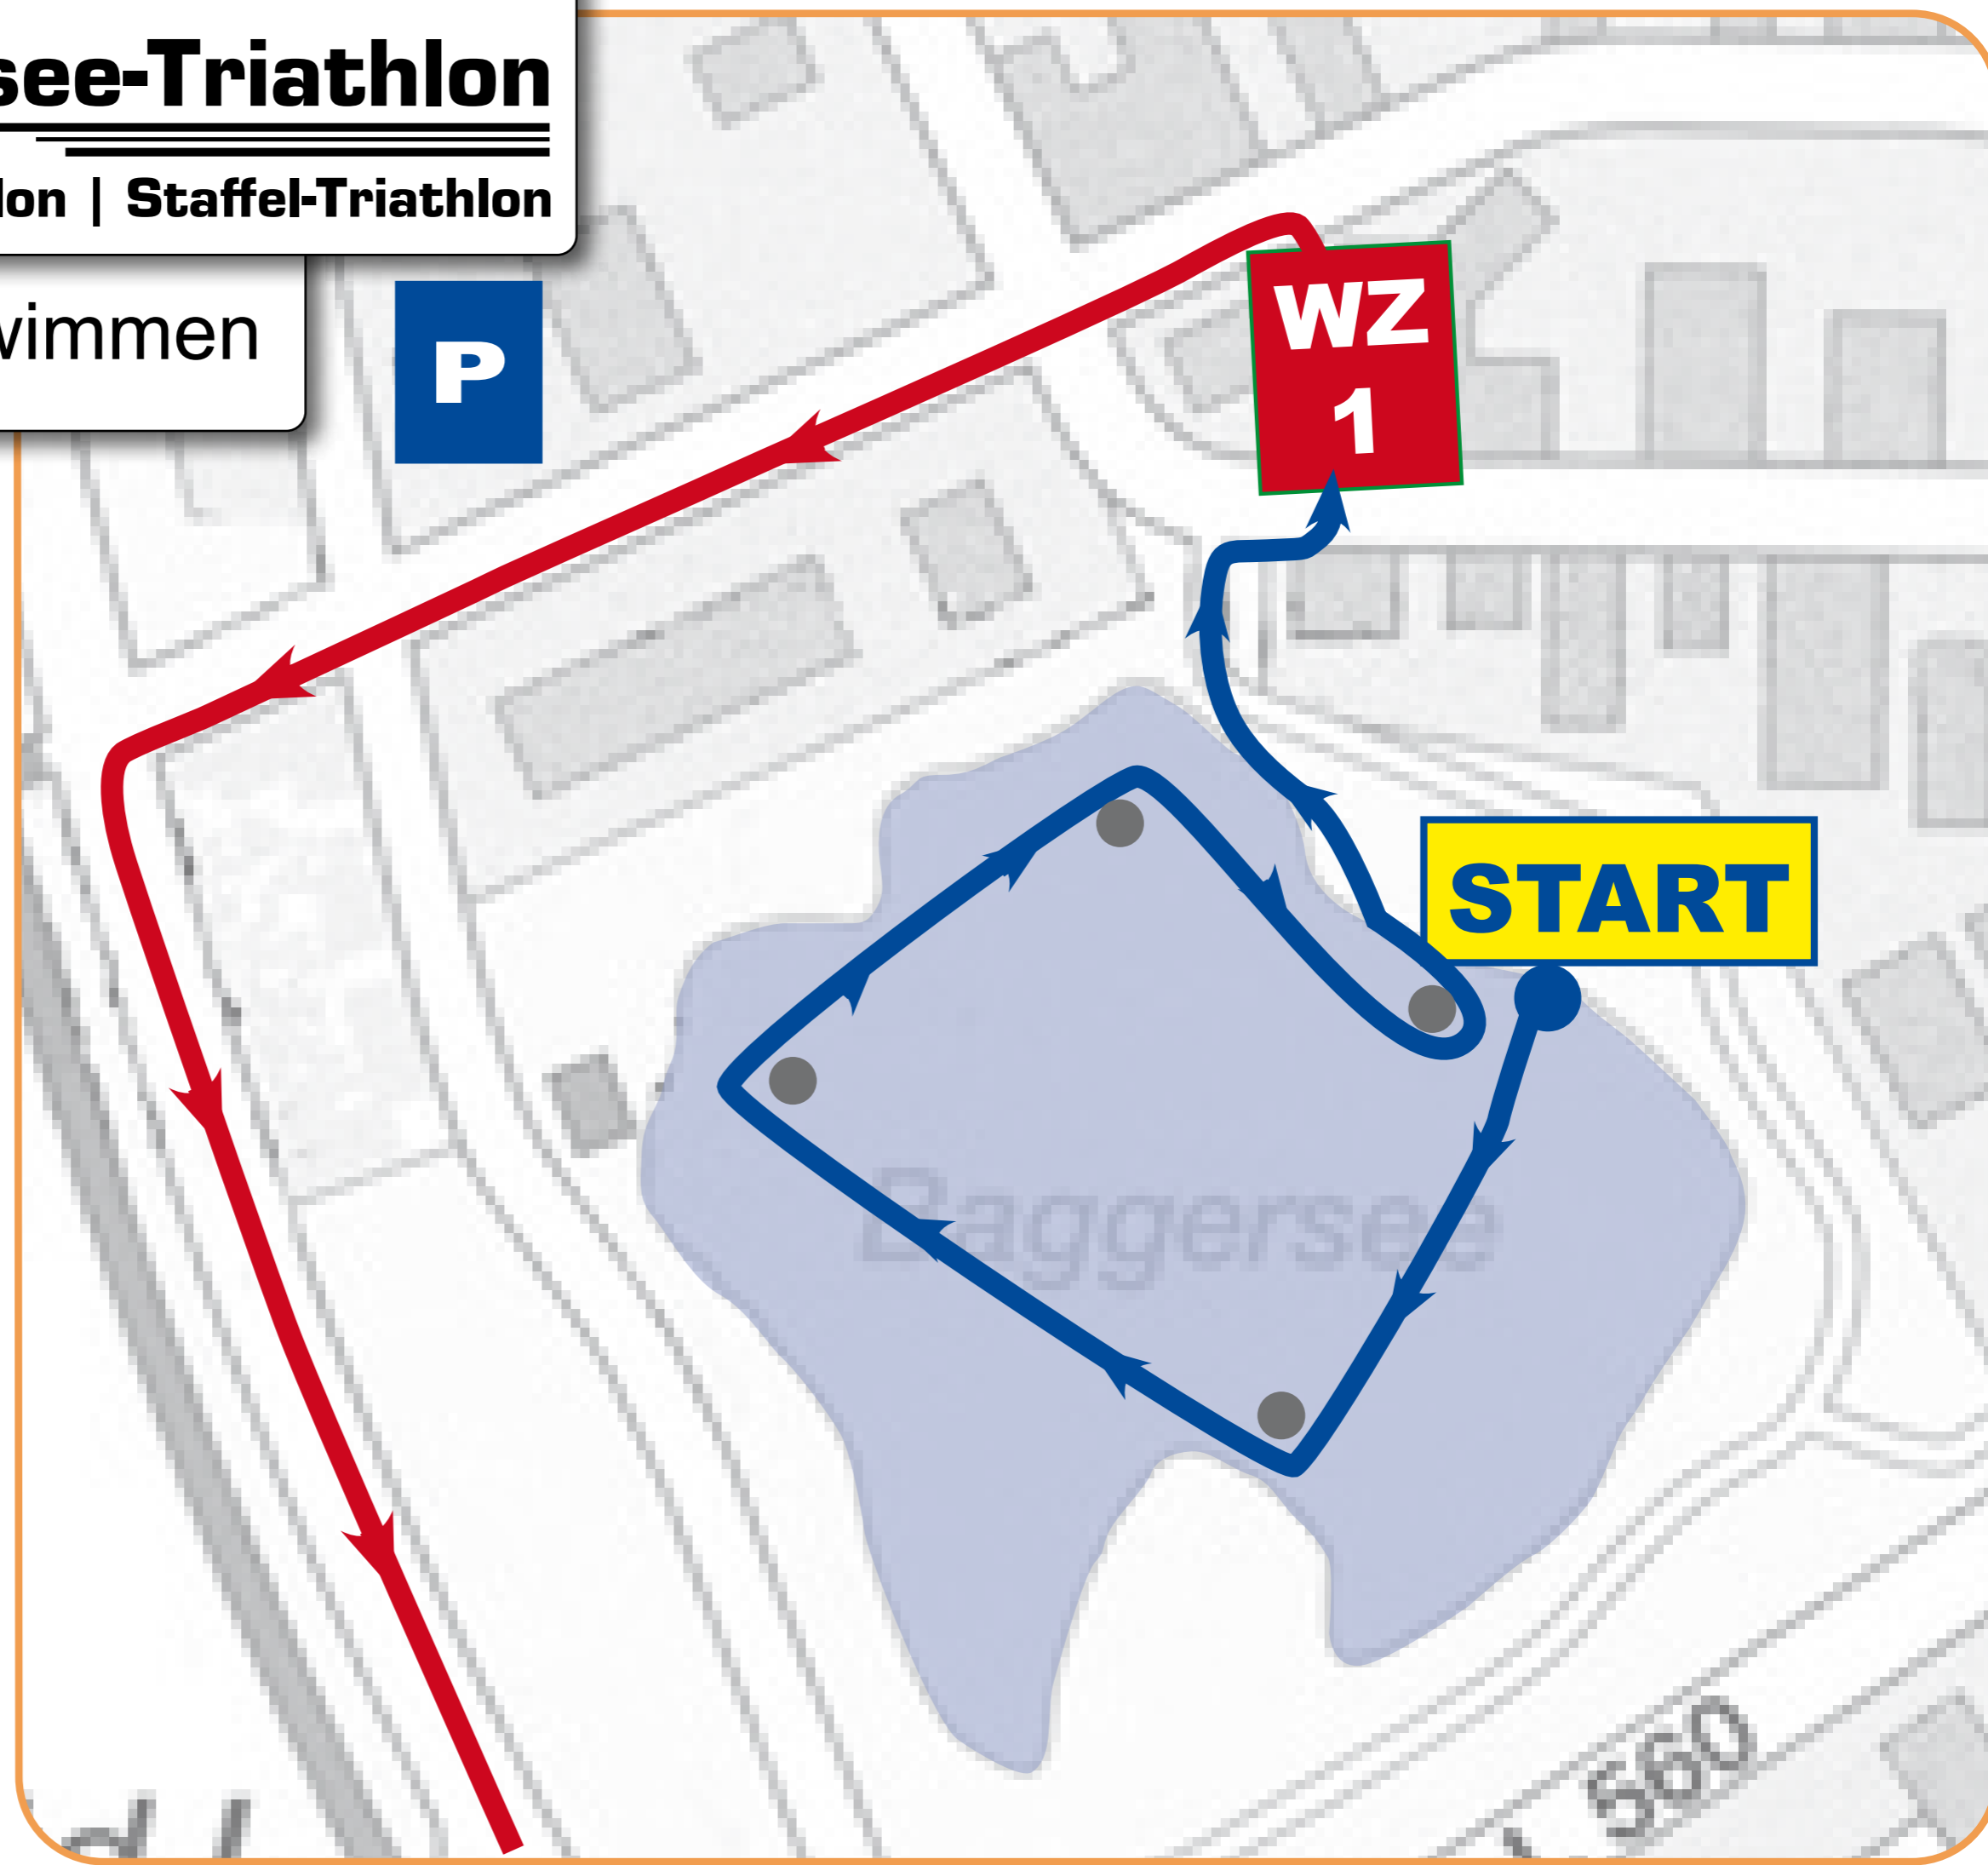 see-Triathlon
lon | Staffel-Triathlon
wimmen
P
WZ
1
START
Baggersee
560